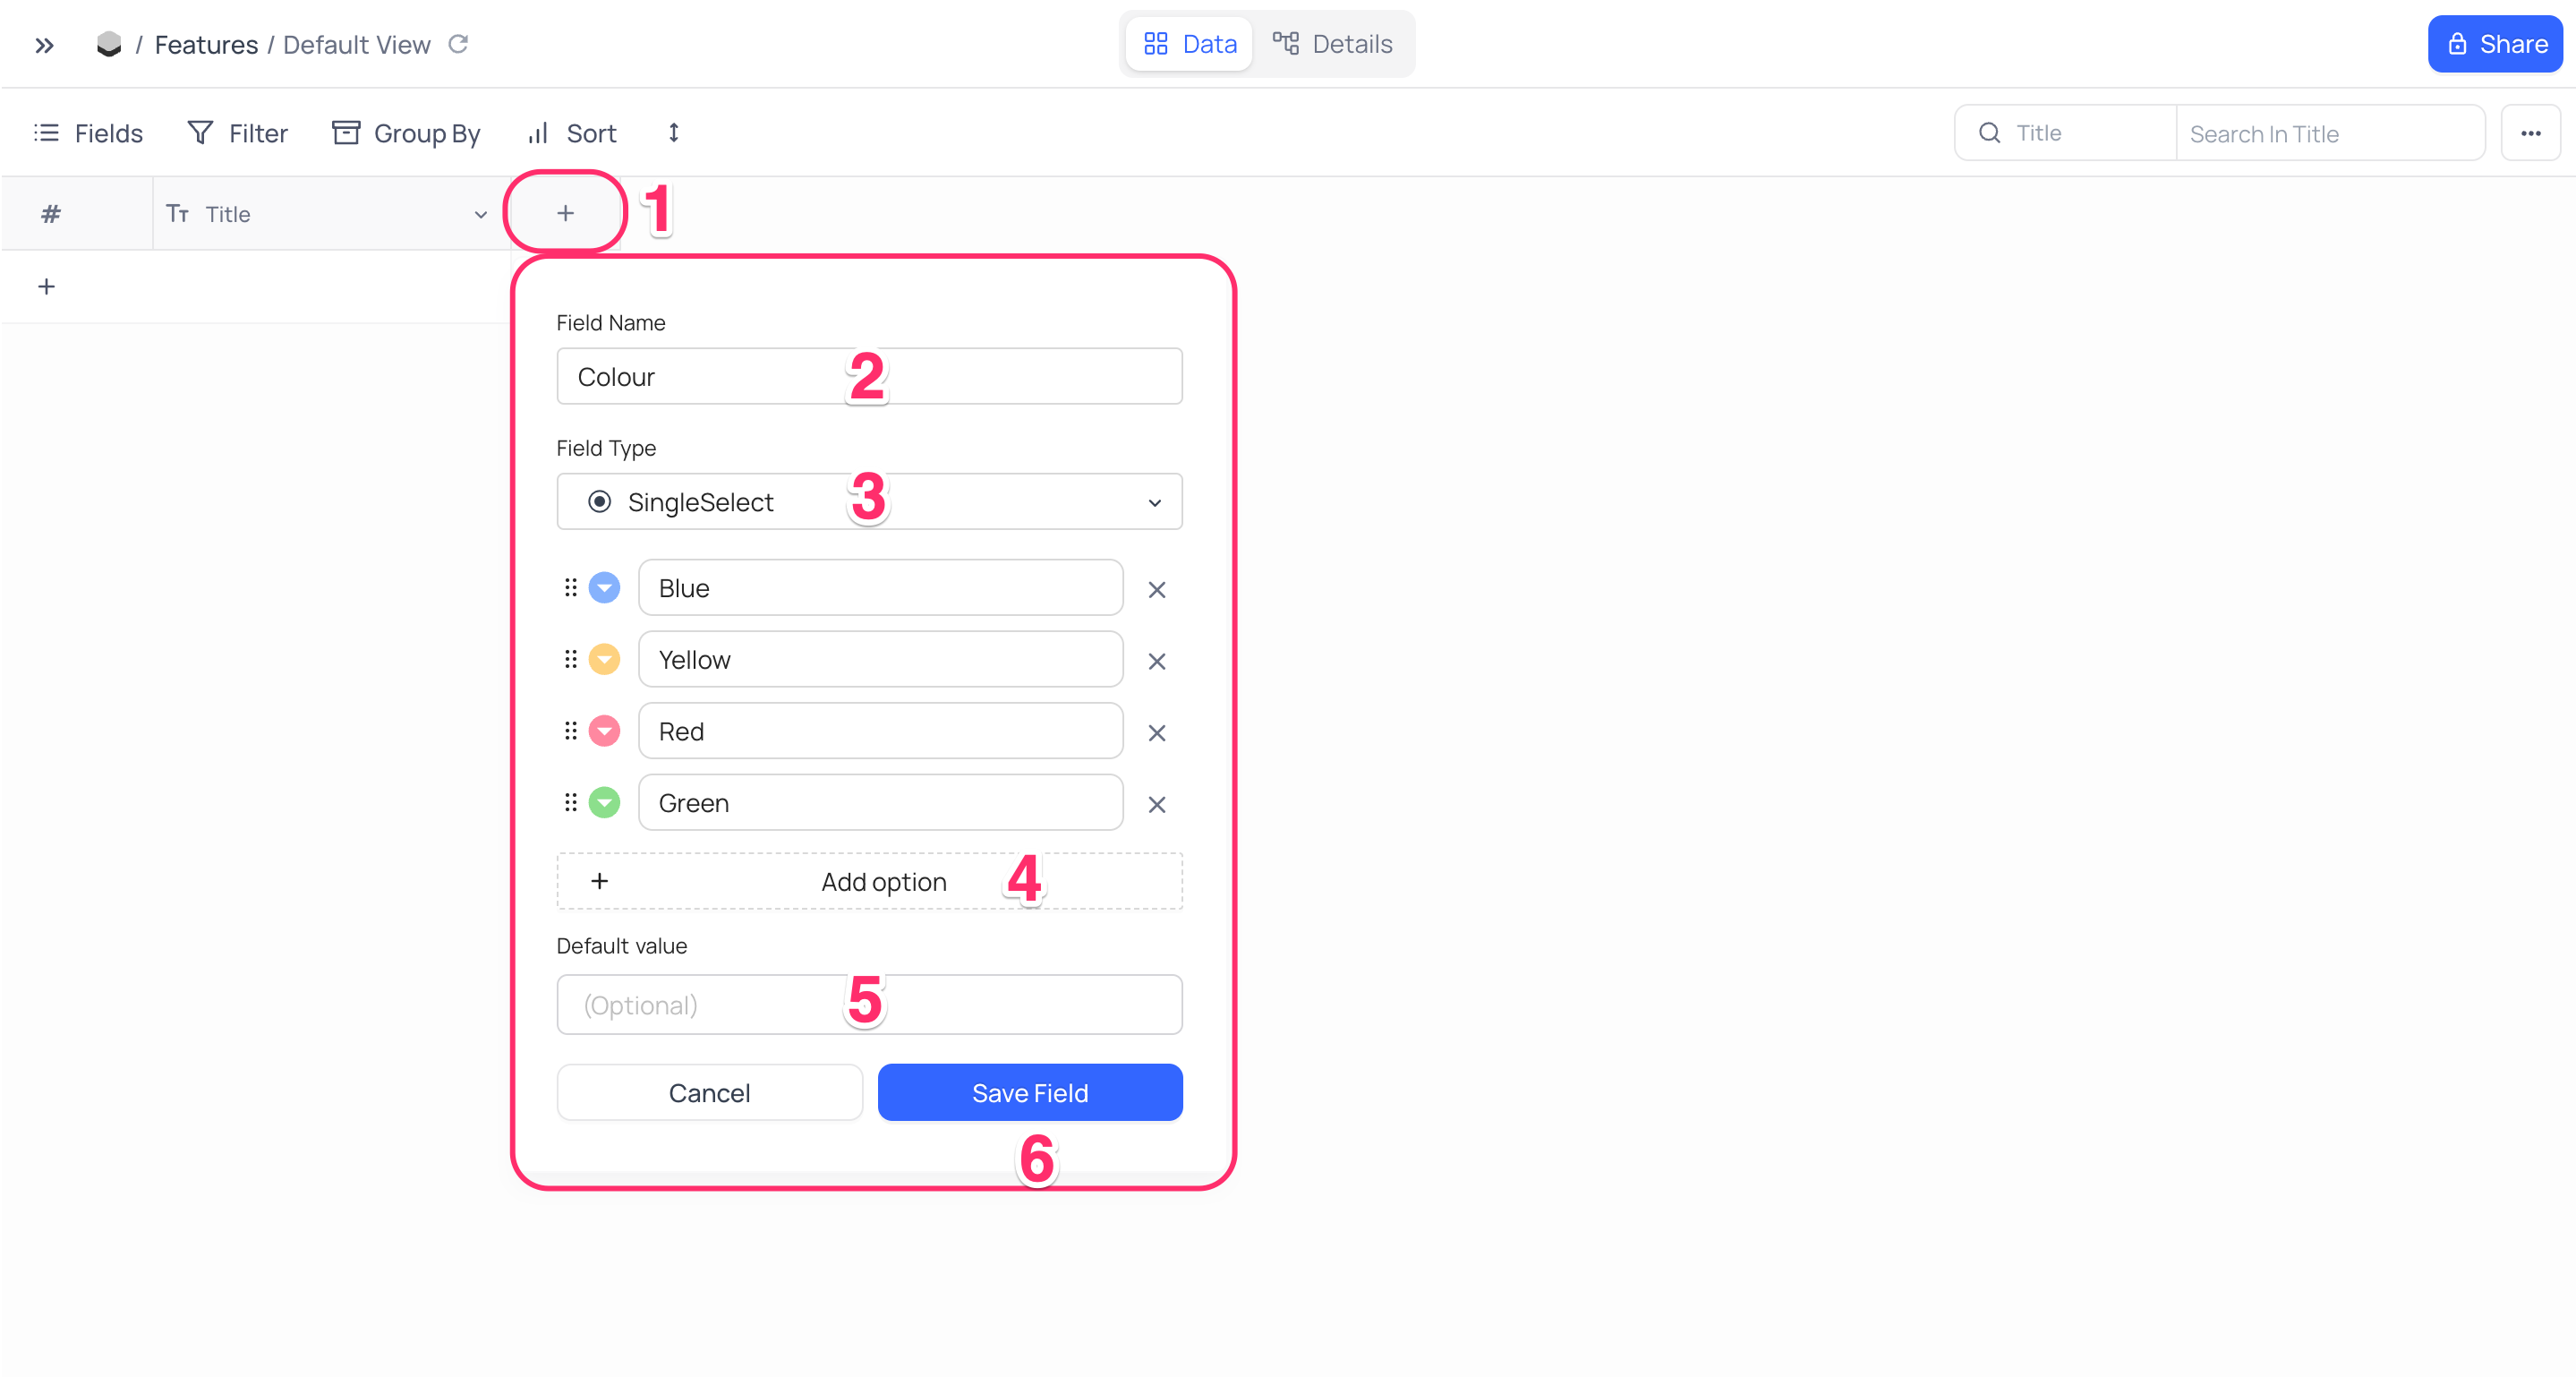 / Features / Default View
Data
Details
Share
Fields
Filter
Group By
Sort
Title
Search In Title
# Title
1
Field Name
Colour
2
Field Type
SingleSelect
3
Blue
Yellow
Red
Green
+ Add option
4
Default value
(Optional)
5
Cancel
Save Field
6